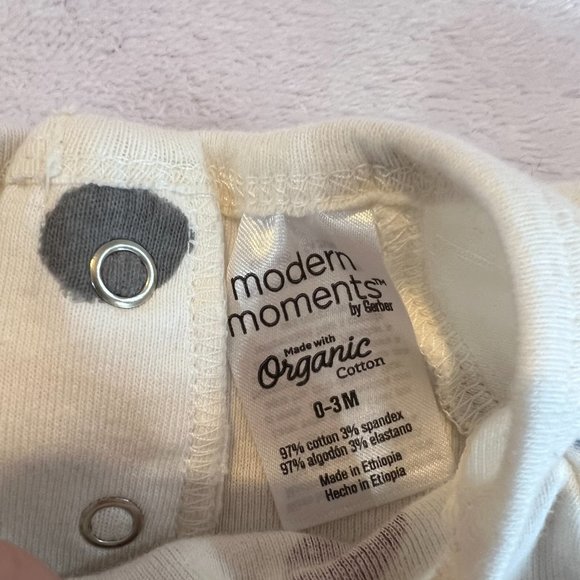 modern
moments™
by Gerber
Made with
Organic
Cotton
0-3M
97% cotton 3% spandex
97% algodón 3% elastano
Made in Ethiopia
Hecho in Etiopia